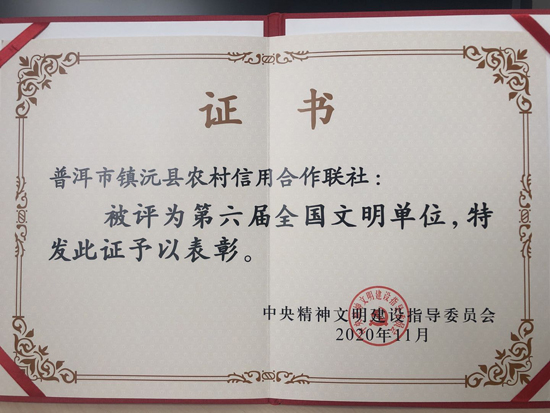 证书
普洱市镇沅县农村信用合作联社：
被评为第六届全国文明单位，特
发此证予以表彰。
中央精神文明建设指导委员会
2020年11月